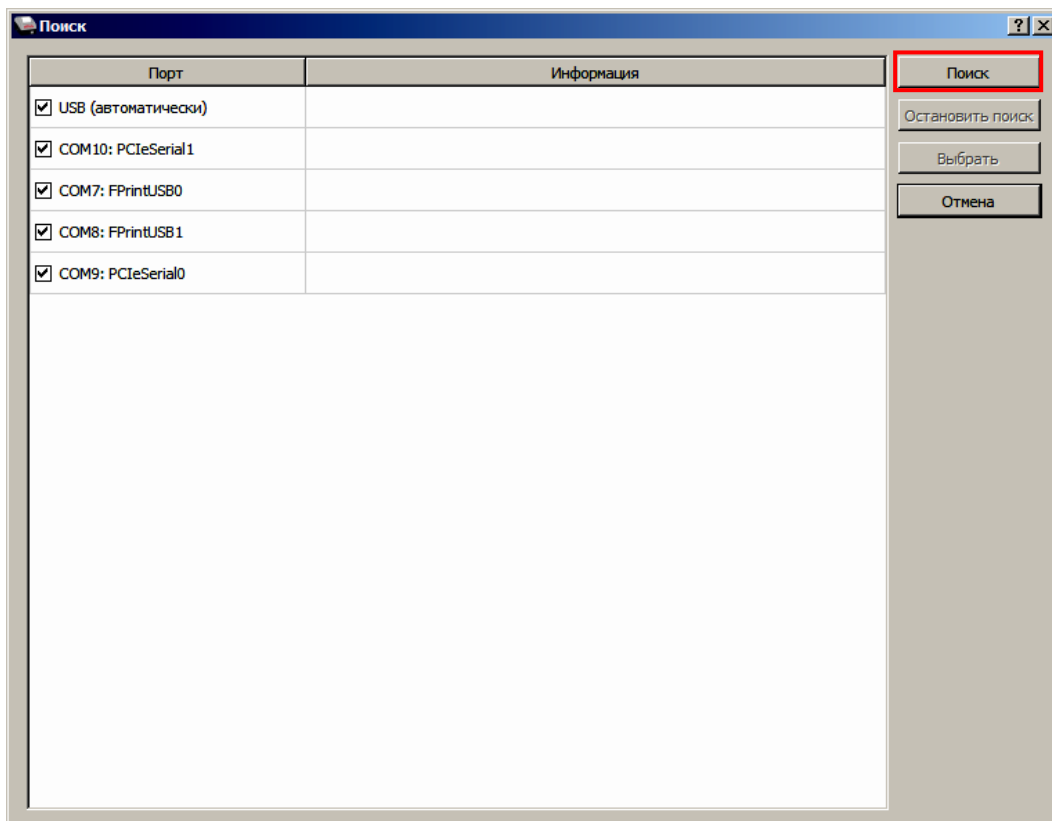 Поиск
Порт Информация Поиск
USB (автоматически)
Остановить поиск
COM10: PCIeSerial1
Выбрать
COM7: FPrintUSB0
Отмена
COM8: FPrintUSB1
COM9: PCIeSerial0